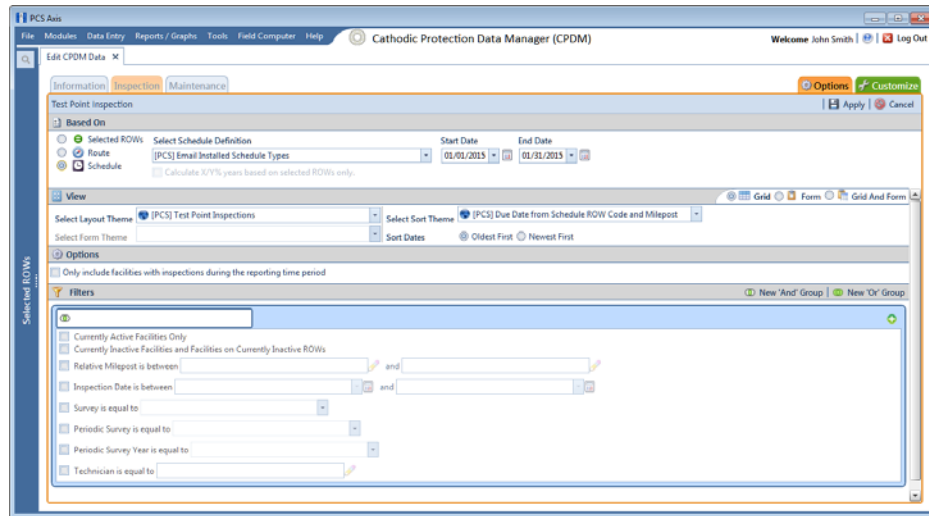 PCS Axis
File Modules Data Entry Reports / Graphs Tools Field Computer Help Cathodic Protection Data Manager (CPDM) Welcome John Smith | Log Out
Edit CPDM Data
Information Inspection Maintenance Options Customize
Test Point Inspection | Apply | Cancel
Based On
Selected ROWs Select Schedule Definition Start Date End Date
Route [PCS] Email Installed Schedule Types 01/01/2015 01/31/2015
Schedule Calculate X/Y% years based on selected ROWs only.
View Grid Form Grid And Form
Select Layout Theme [PCS] Test Point Inspections Select Sort Theme [PCS] Due Date from Schedule ROW Code and Milepost
Select Form Theme Sort Dates Oldest First Newest First
Options
Only include facilities with inspections during the reporting time period
Filters New 'And' Group | New 'Or' Group
Currently Active Facilities Only
Currently Inactive Facilities and Facilities on Currently Inactive ROWs
Relative Milepost is between and
Inspection Date is between and
Survey is equal to
Periodic Survey is equal to
Periodic Survey Year is equal to
Technician is equal to
Selected ROWs